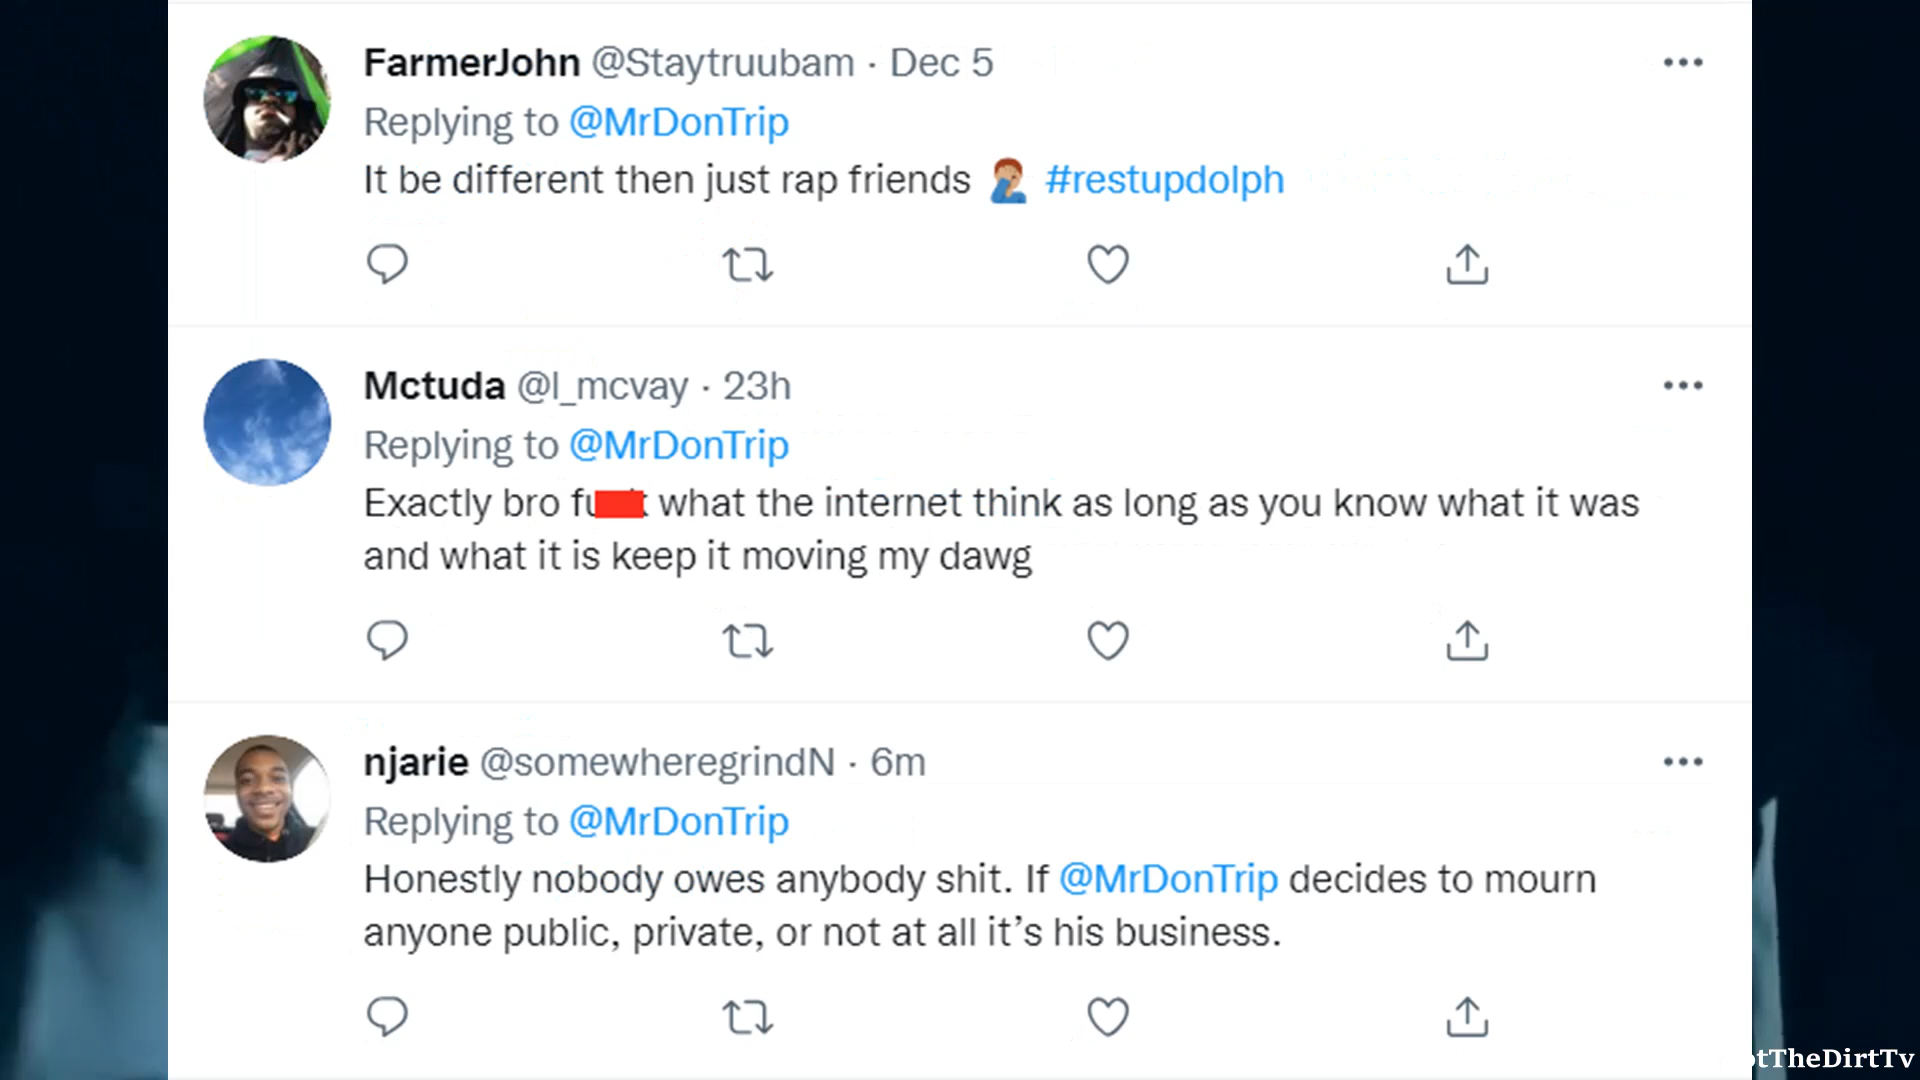 FarmerJohn @Staytruubam · Dec 5
Replying to @MrDonTrip
It be different then just rap friends 🤦🏽‍♂️ #restupdolph
Mctuda @l_mcvay · 23h
Replying to @MrDonTrip
Exactly bro what the internet think as long as you know what it was
and what it is keep it moving my dawg
njarie @somewheregrindN · 6m
Replying to @MrDonTrip
Honestly nobody owes anybody shit. If @MrDonTrip decides to mourn
anyone public, private, or not at all it’s his business.
otTheDirtTv